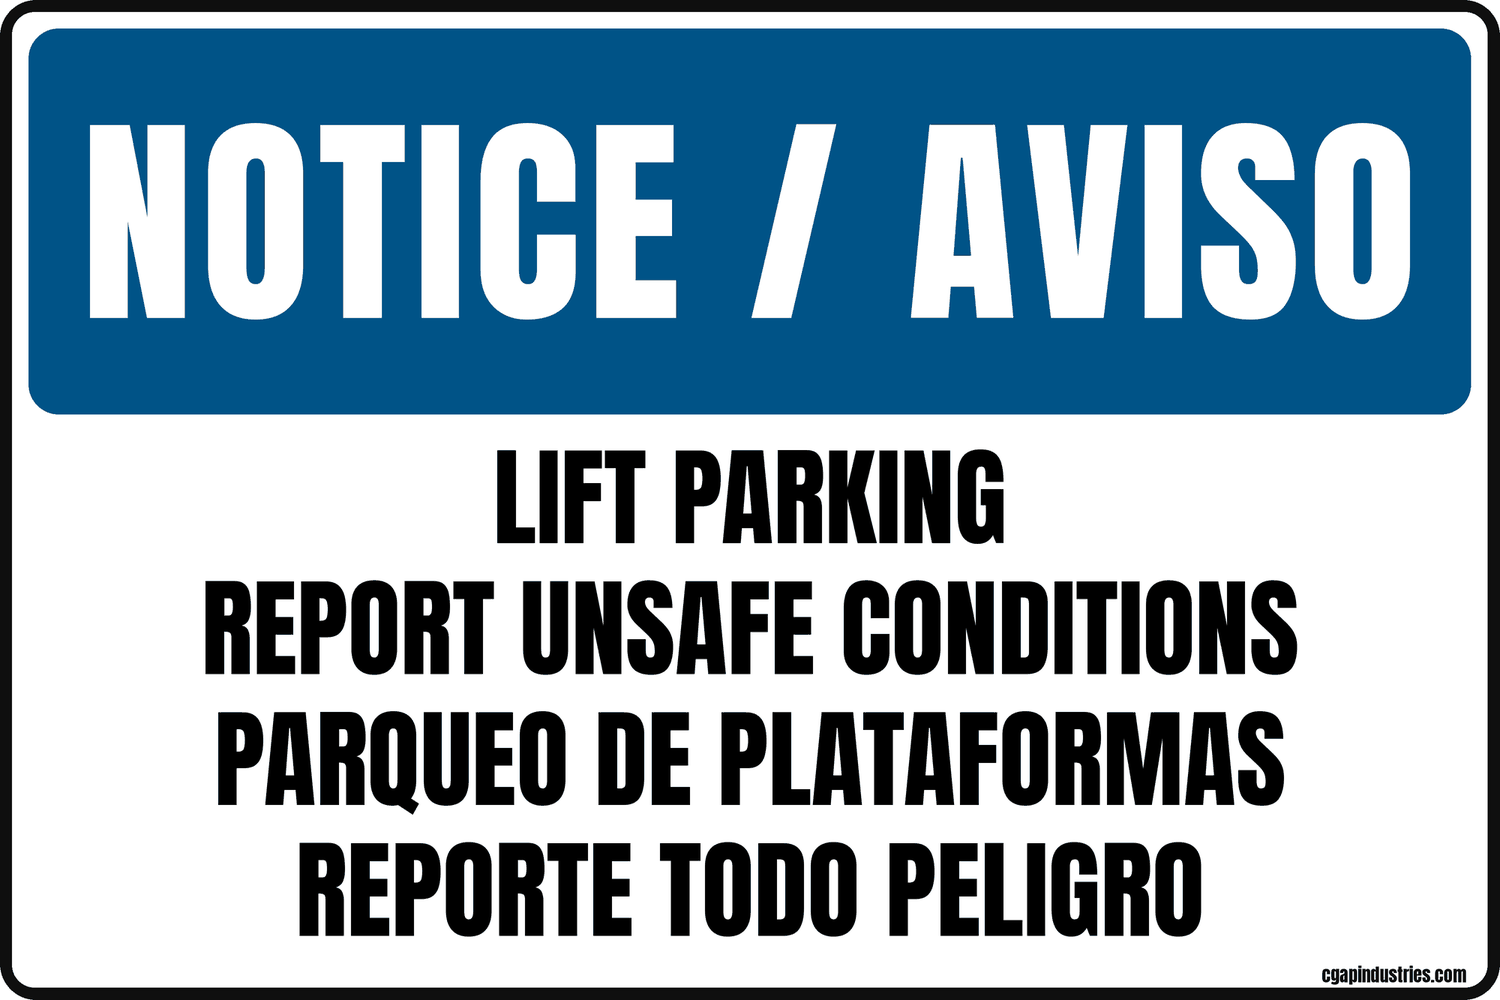 NOTICE / AVISO
LIFT PARKING
REPORT UNSAFE CONDITIONS
PARQUEO DE PLATAFORMAS
REPORTE TODO PELIGRO
cgapindustries.com